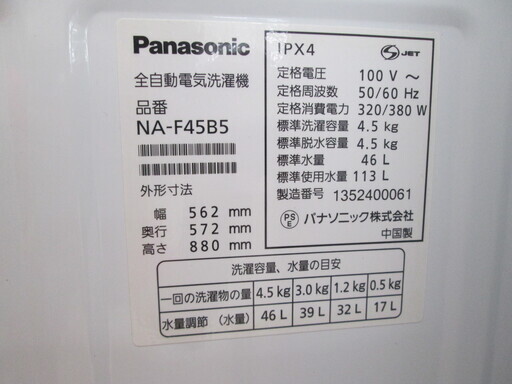 Panasonic
全自動電気洗濯機
品番
NA-F45B5
外形寸法
幅 562 mm
奥行 572 mm
高さ 880 mm
IPX4
S JET
定格電圧 100 V ～
定格周波数 50/60 Hz
定格消費電力 320/380 W
標準洗濯容量 4.5 kg
標準脱水容量 4.5 kg
標準水量 46 L
標準使用水量 113 L
製造番号 1352400061
PS E パナソニック株式会社
中国製
洗濯容量、水量の目安
一回の洗濯物の量 4.5 kg 3.0 kg 1.2 kg 0.5 kg
水量調節 (水量) 46 L 39 L 32 L 17 L